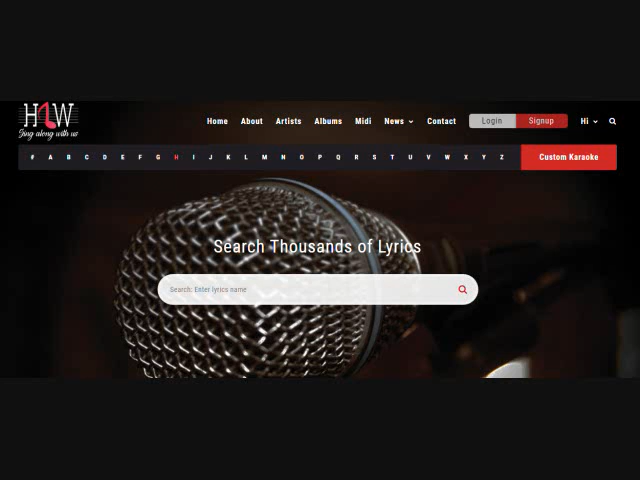 HLW
Sing along with us
Home About Artists Albums Midi News Contact Login Signup Hi
# A B C D E F G H I J K L M N O P Q R S T U V W X Y Z Custom Karaoke
Search Thousands of Lyrics
Search: Enter lyrics name